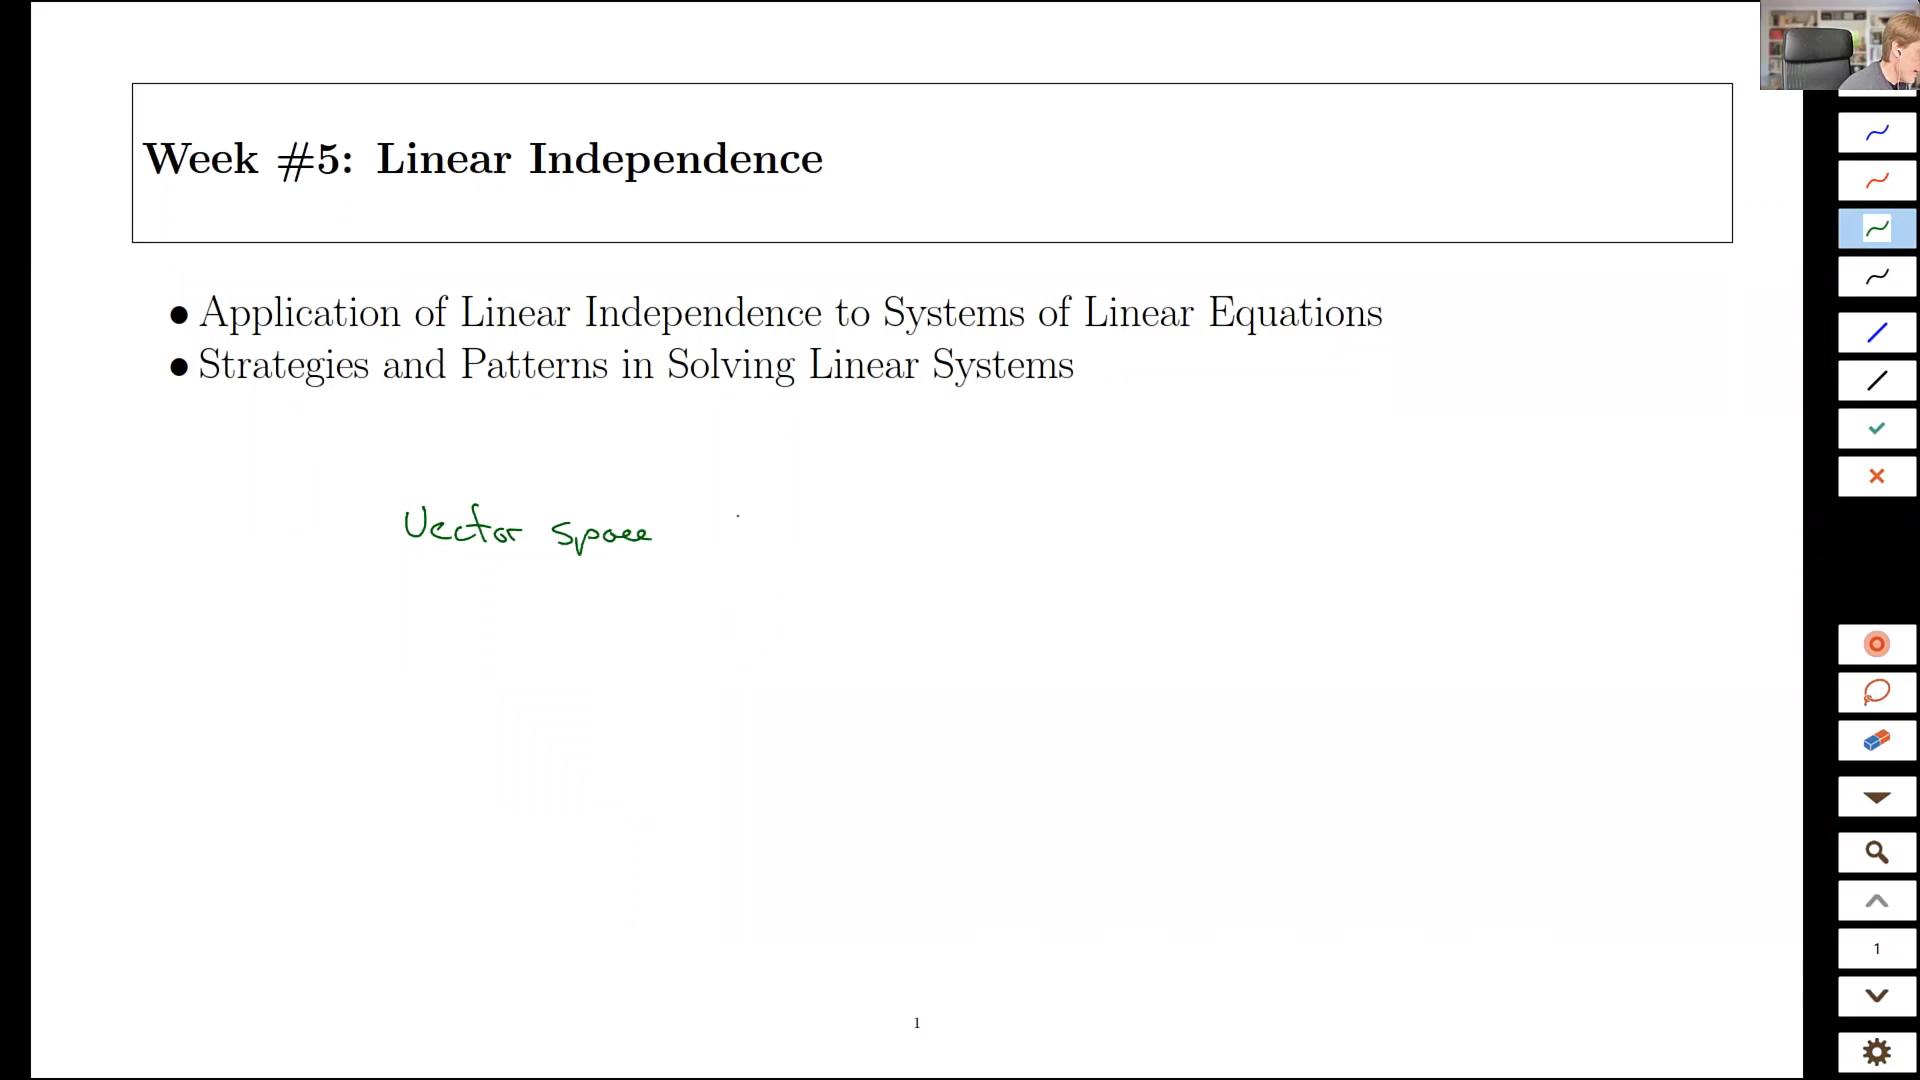 Week #5: Linear Independence
• Application of Linear Independence to Systems of Linear Equations
• Strategies and Patterns in Solving Linear Systems
Vector space
1
1